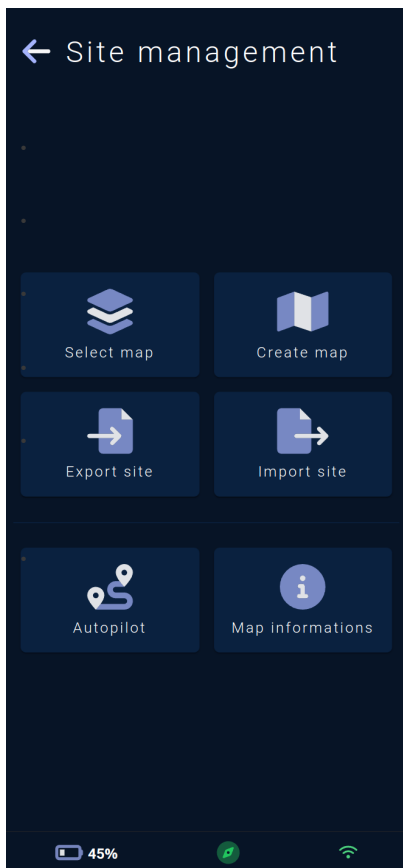 Site management
Select map
Create map
Export site
Import site
Autopilot
Map informations
45%